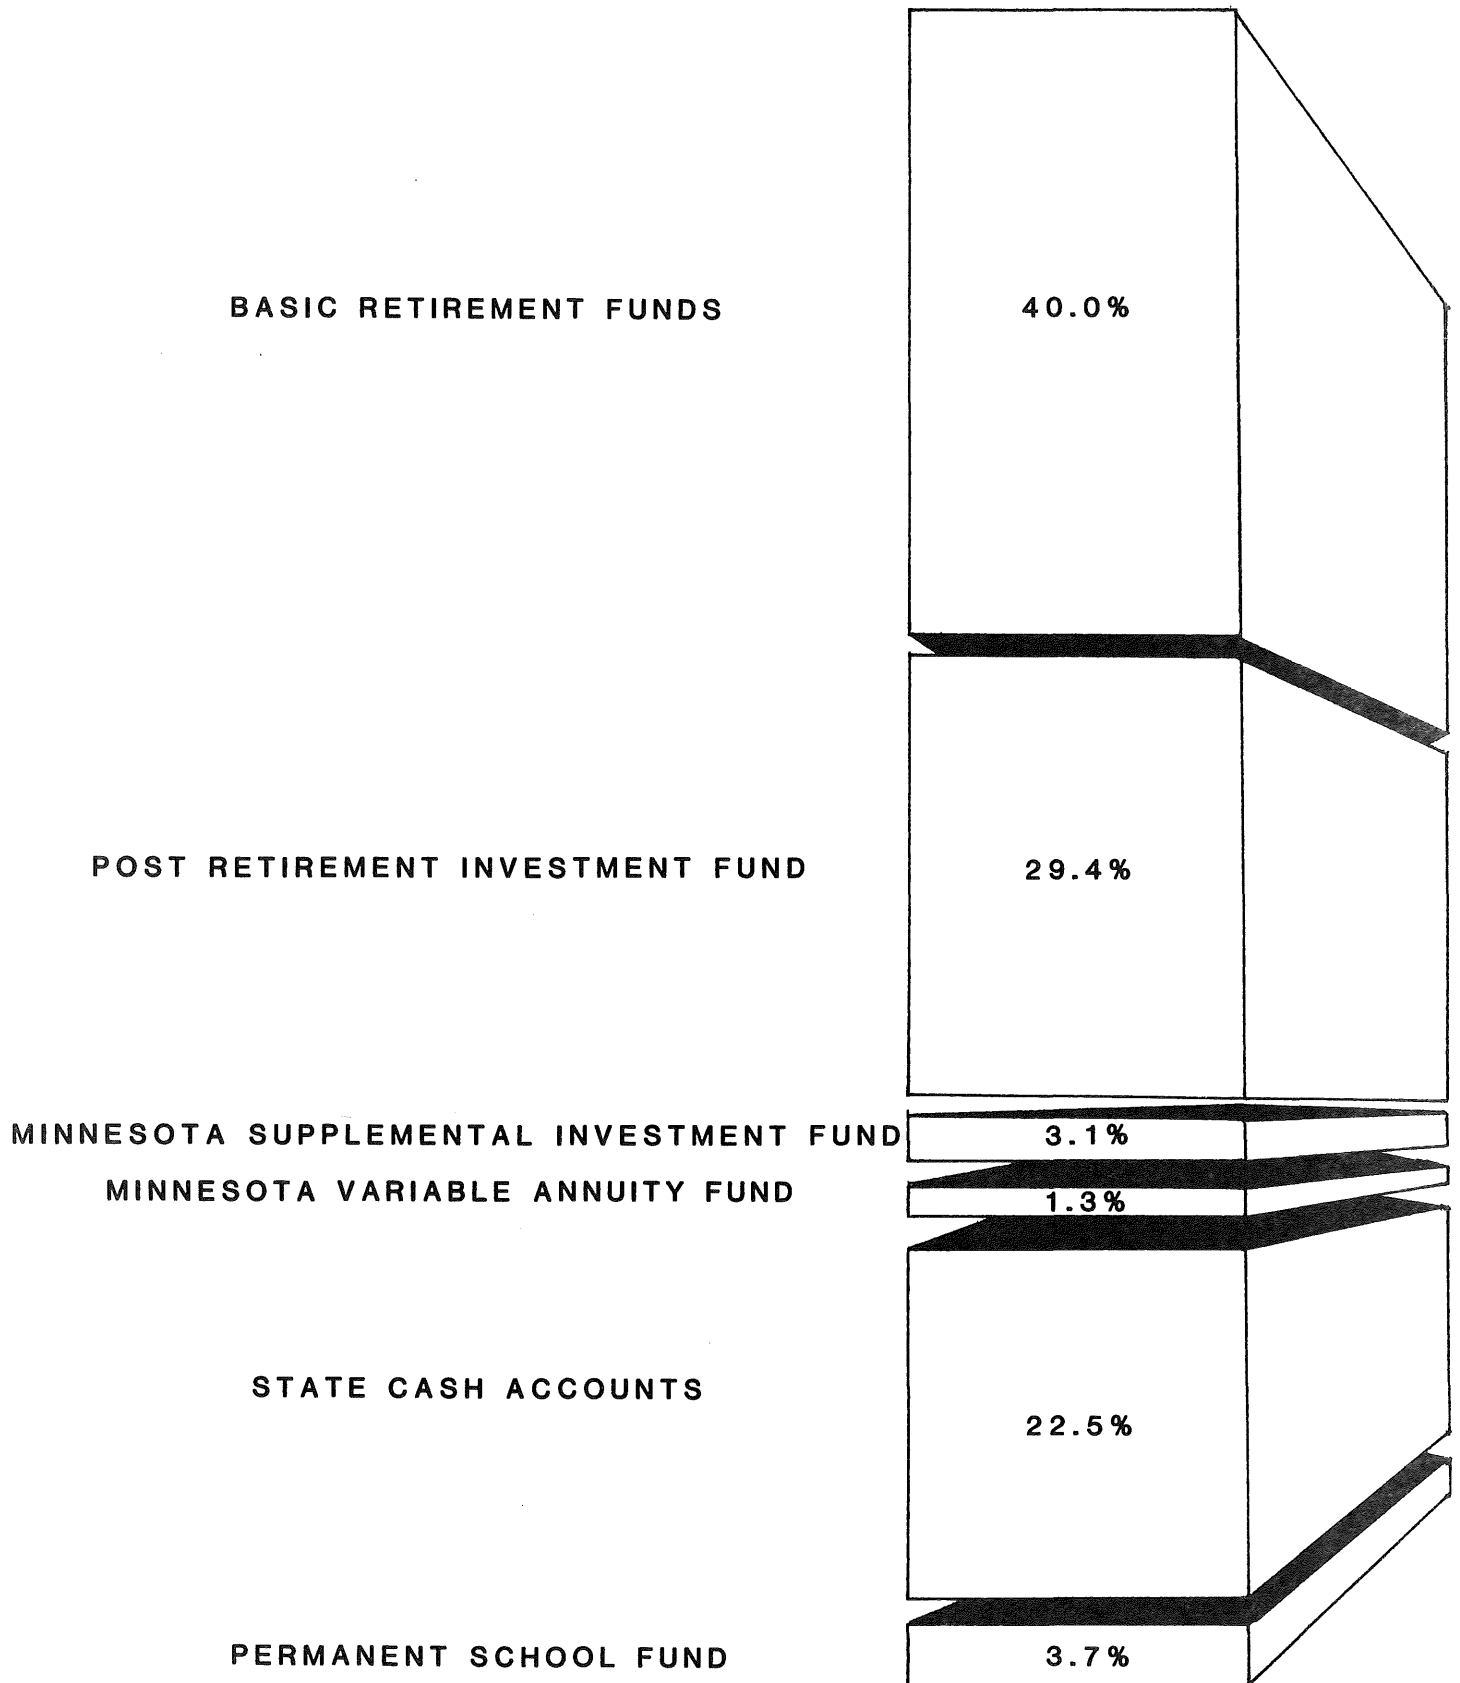 BASIC RETIREMENT FUNDS 40.0%
POST RETIREMENT INVESTMENT FUND 29.4%
MINNESOTA SUPPLEMENTAL INVESTMENT FUND 3.1%
MINNESOTA VARIABLE ANNUITY FUND 1.3%
STATE CASH ACCOUNTS
22.5%
PERMANENT SCHOOL FUND 3.7%